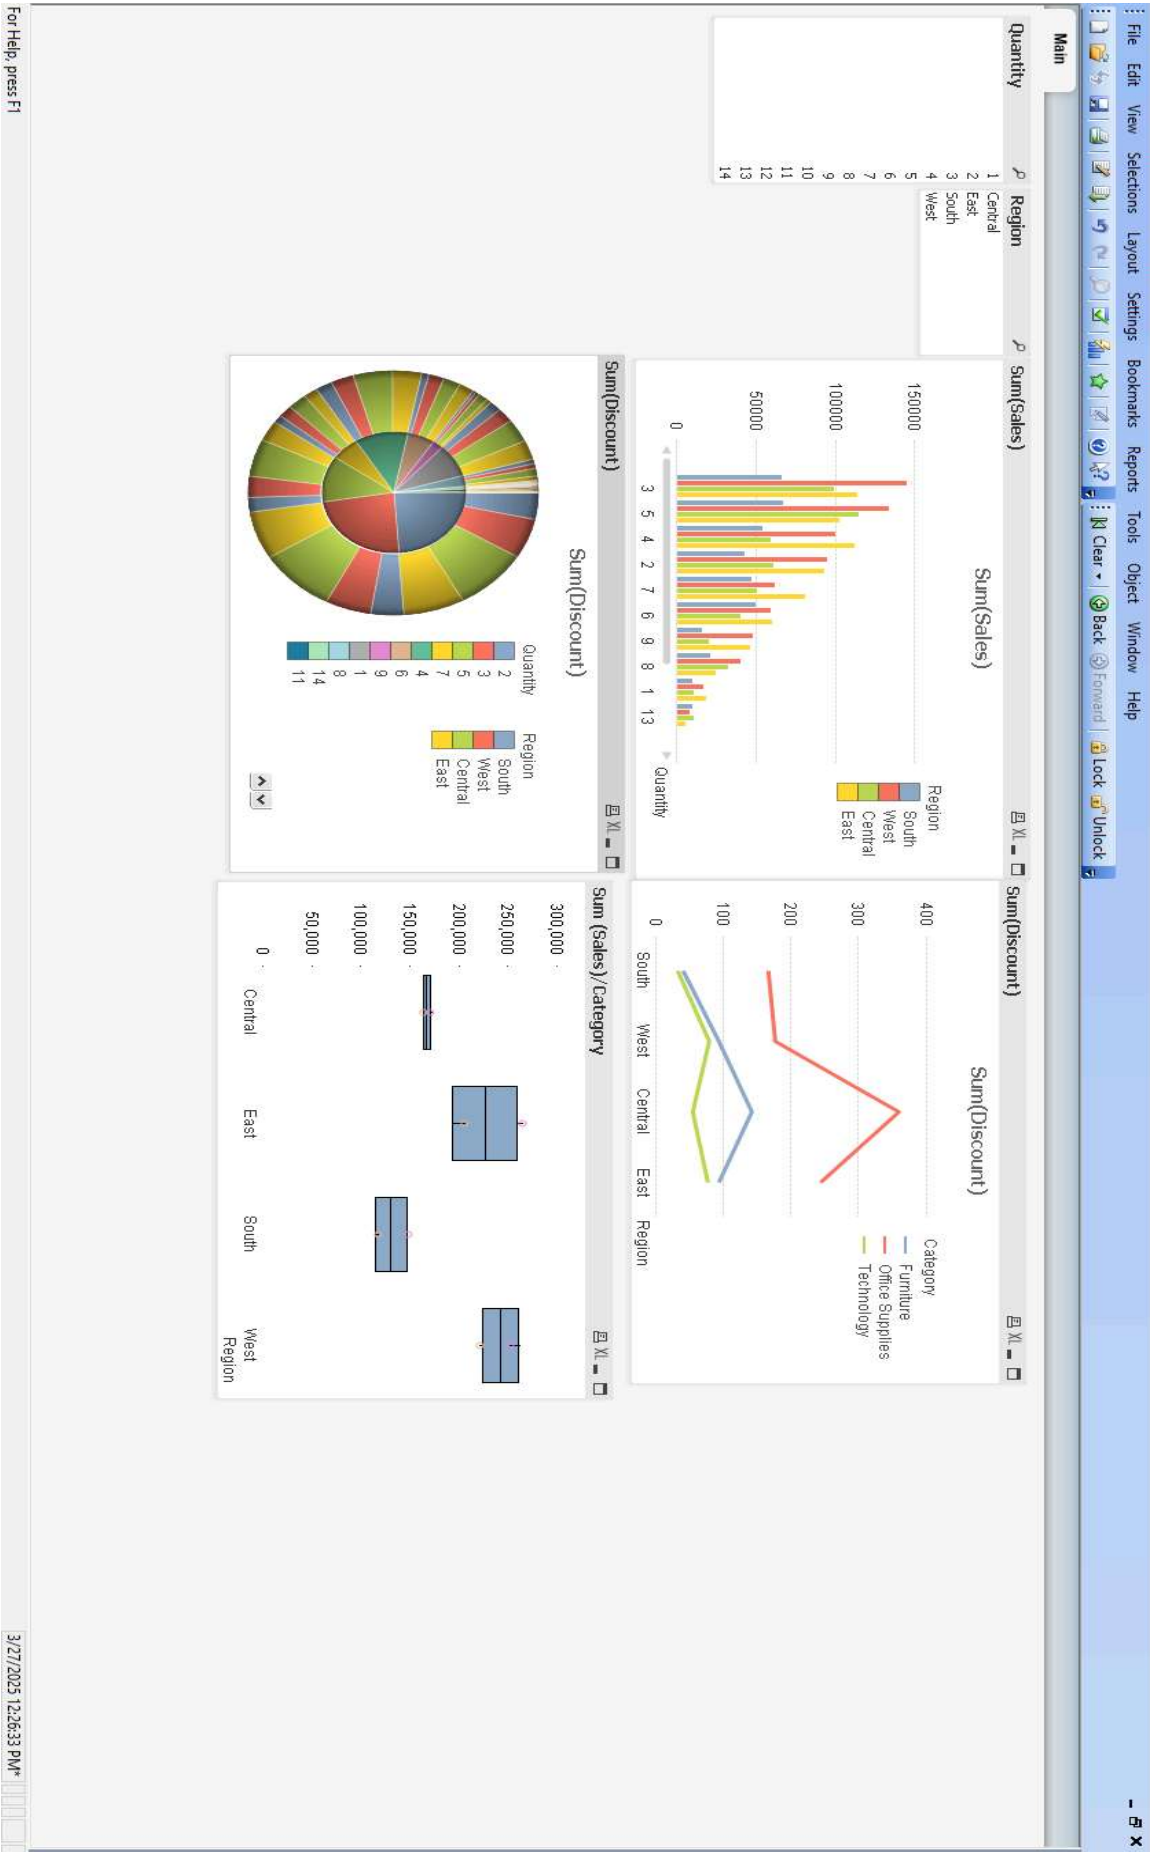 File Edit View Selections Layout Settings Bookmarks Reports Tools Object Window Help
Clear Back Forward Lock Unlock
Main
Quantity
1
2
3
4
5
6
7
8
9
10
11
12
13
14
Region
Central
East
South
West
Sum(Sales)
XL
Sum(Sales)
150000
100000
50000
0
3 5 4 2 7 6 9 8 1 13
Quantity
Region
South
West
Central
East
Sum(Discount)
XL
Sum(Discount)
400
300
200
100
0
South West Central East Region
Category
Furniture
Office Supplies
Technology
Sum(Discount)
XL
Sum(Discount)
Quantity
2
3
5
7
4
6
9
1
8
14
11
Region
South
West
Central
East
Sum (Sales)/Category
XL
300,000
250,000
200,000
150,000
100,000
50,000
0
Central East South West
Region
For Help, press F1
3/27/2025 12:26:33 PM*